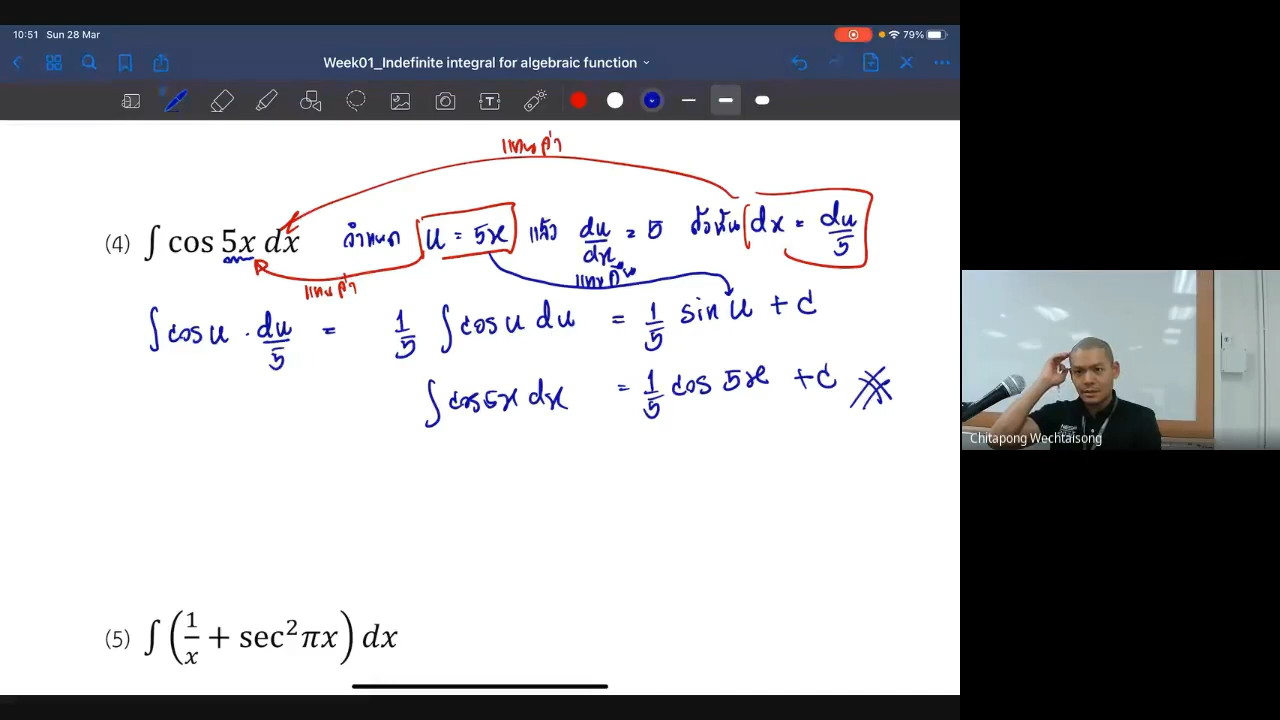 10:51 Sun 28 Mar 79%
Week01_Indefinite integral for algebraic function
แทนค่า
(4) ∫ cos 5x dx กำหนด u = 5x แล้ว du/dx = 5 ดังนั้น dx = du/5
แทนค่า แทนค่า
∫ cos u · du/5 = 1/5 ∫ cos u du = 1/5 sin u + C
∫ cos 5x dx = 1/5 cos 5x + C
Chitapong Wechtaisong
(5) ∫ (1/x + sec²πx) dx